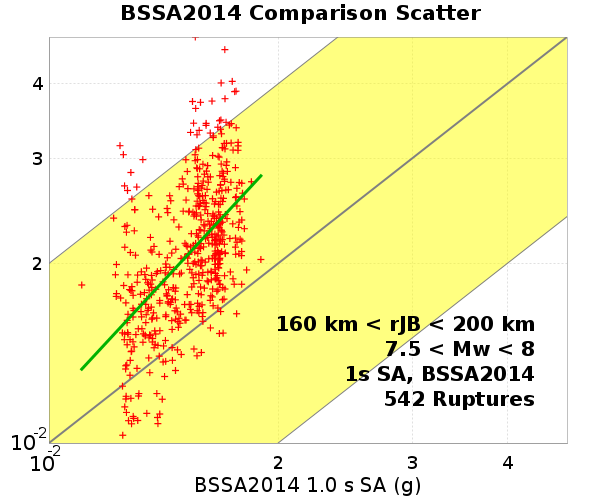 BSSA2014 Comparison Scatter
4
3
2
10-2
160 km < rJB < 200 km
7.5 < Mw < 8
1s SA, BSSA2014
542 Ruptures
10-2
2
3
4
BSSA2014 1.0 s SA (g)